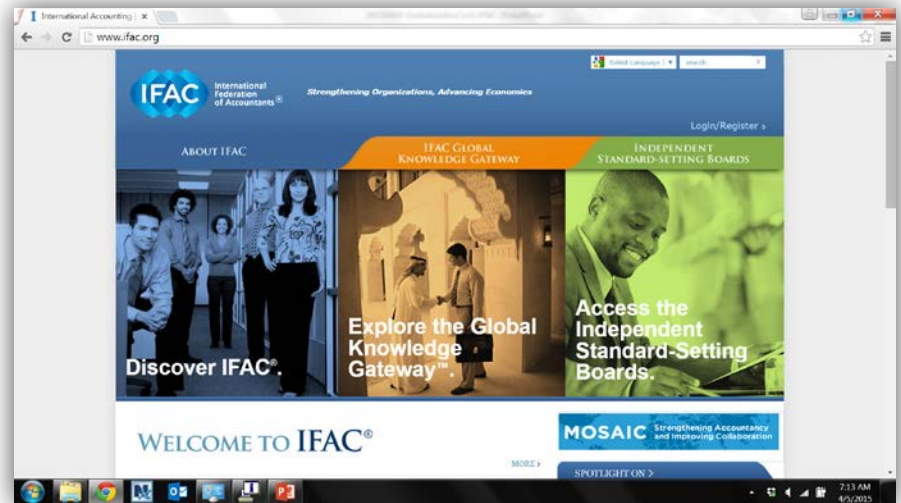 International Accounting
www.ifac.org
Select Language
search
IFAC
International
Federation
of Accountants®
Strengthening Organizations, Advancing Economies
Login/Register >
ABOUT IFAC
IFAC GLOBAL
KNOWLEDGE GATEWAY
INDEPENDENT
STANDARD-SETTING BOARDS
Discover IFAC®.
Explore the Global
Knowledge
Gateway™.
Access the
Independent
Standard-Setting
Boards.
WELCOME TO IFAC®
MORE >
MOSAIC Strengthening Accountancy
and Improving Collaboration
SPOTLIGHT ON >
7:13 AM
4/5/2015